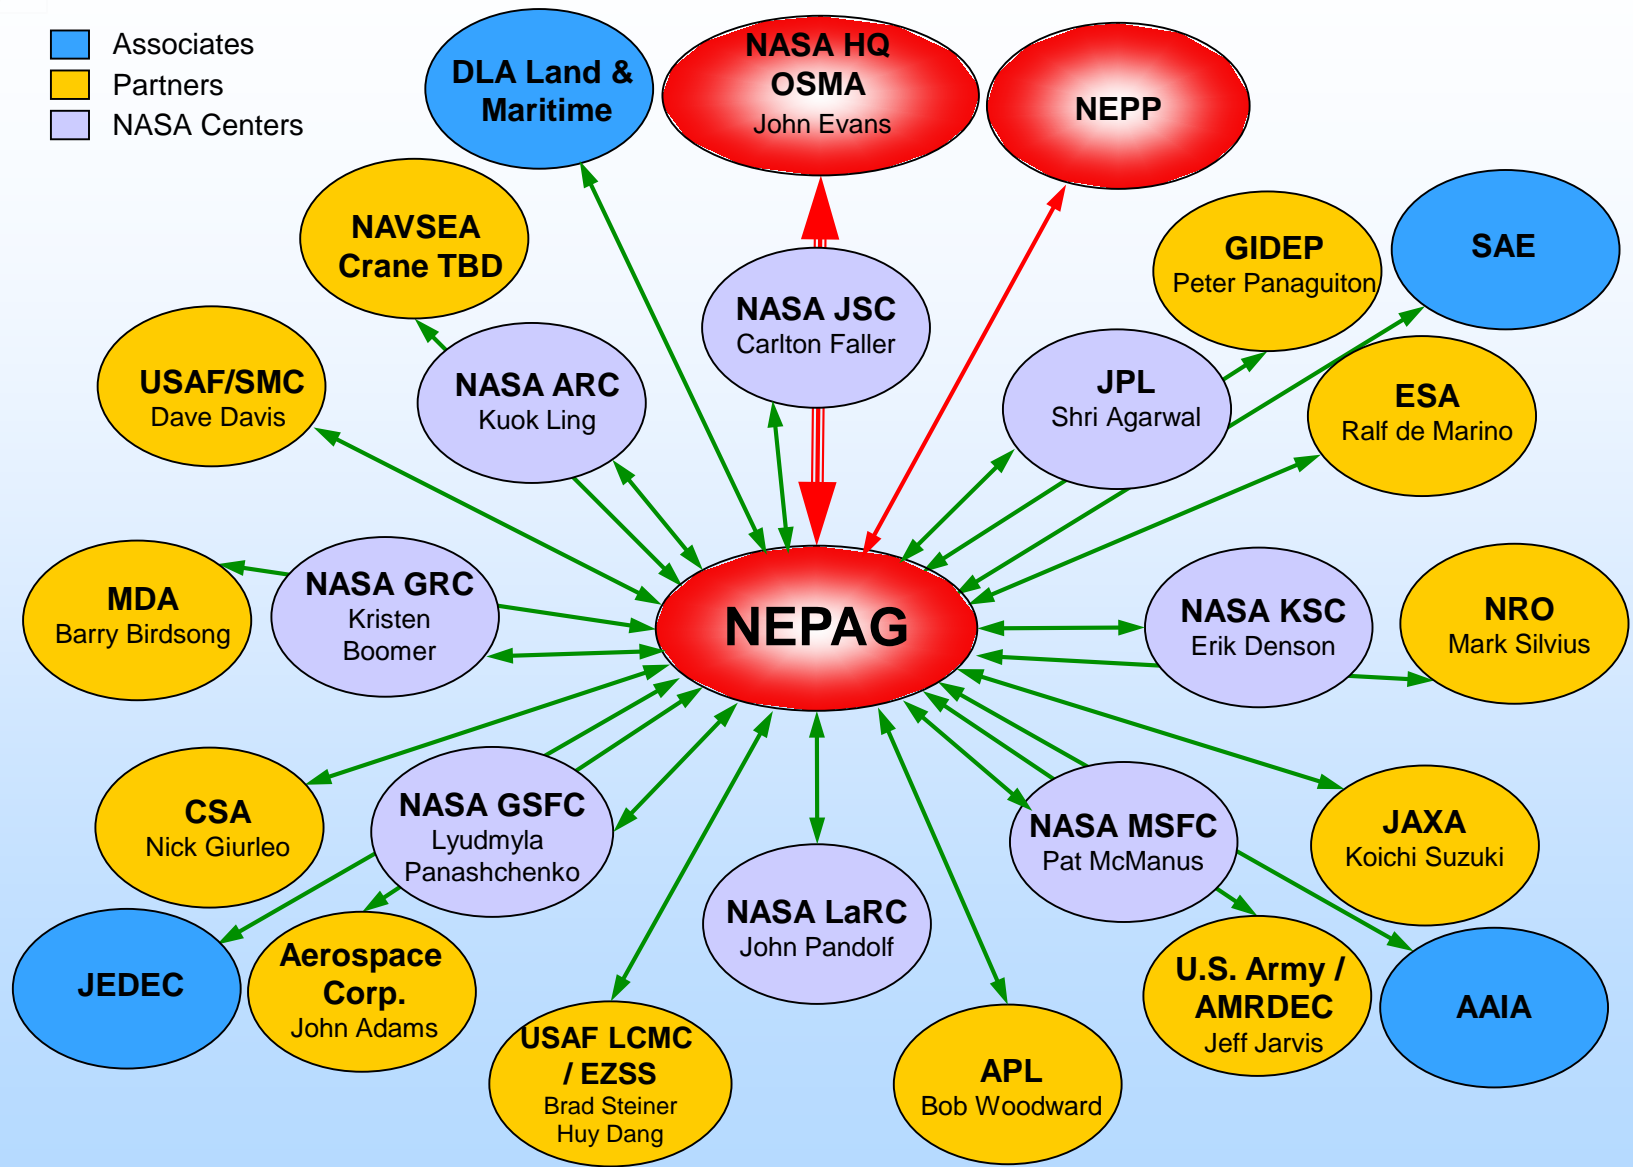 Associates
Partners
NASA Centers
DLA Land &
Maritime
NASA HQ
OSMA
John Evans
NEPP
NAVSEA
Crane TBD
GIDEP
Peter Panaguiton
SAE
NASA JSC
Carlton Faller
USAF/SMC
Dave Davis
NASA ARC
Kuok Ling
JPL
Shri Agarwal
ESA
Ralf de Marino
MDA
Barry Birdsong
NASA GRC
Kristen
Boomer
NEPAG
NASA KSC
Erik Denson
NRO
Mark Silvius
CSA
Nick Giurleo
NASA GSFC
Lyudmyla
Panashchenko
NASA MSFC
Pat McManus
JAXA
Koichi Suzuki
NASA LaRC
John Pandolf
JEDEC
Aerospace
Corp.
John Adams
U.S. Army /
AMRDEC
Jeff Jarvis
AAIA
USAF LCMC
/ EZSS
Brad Steiner
Huy Dang
APL
Bob Woodward